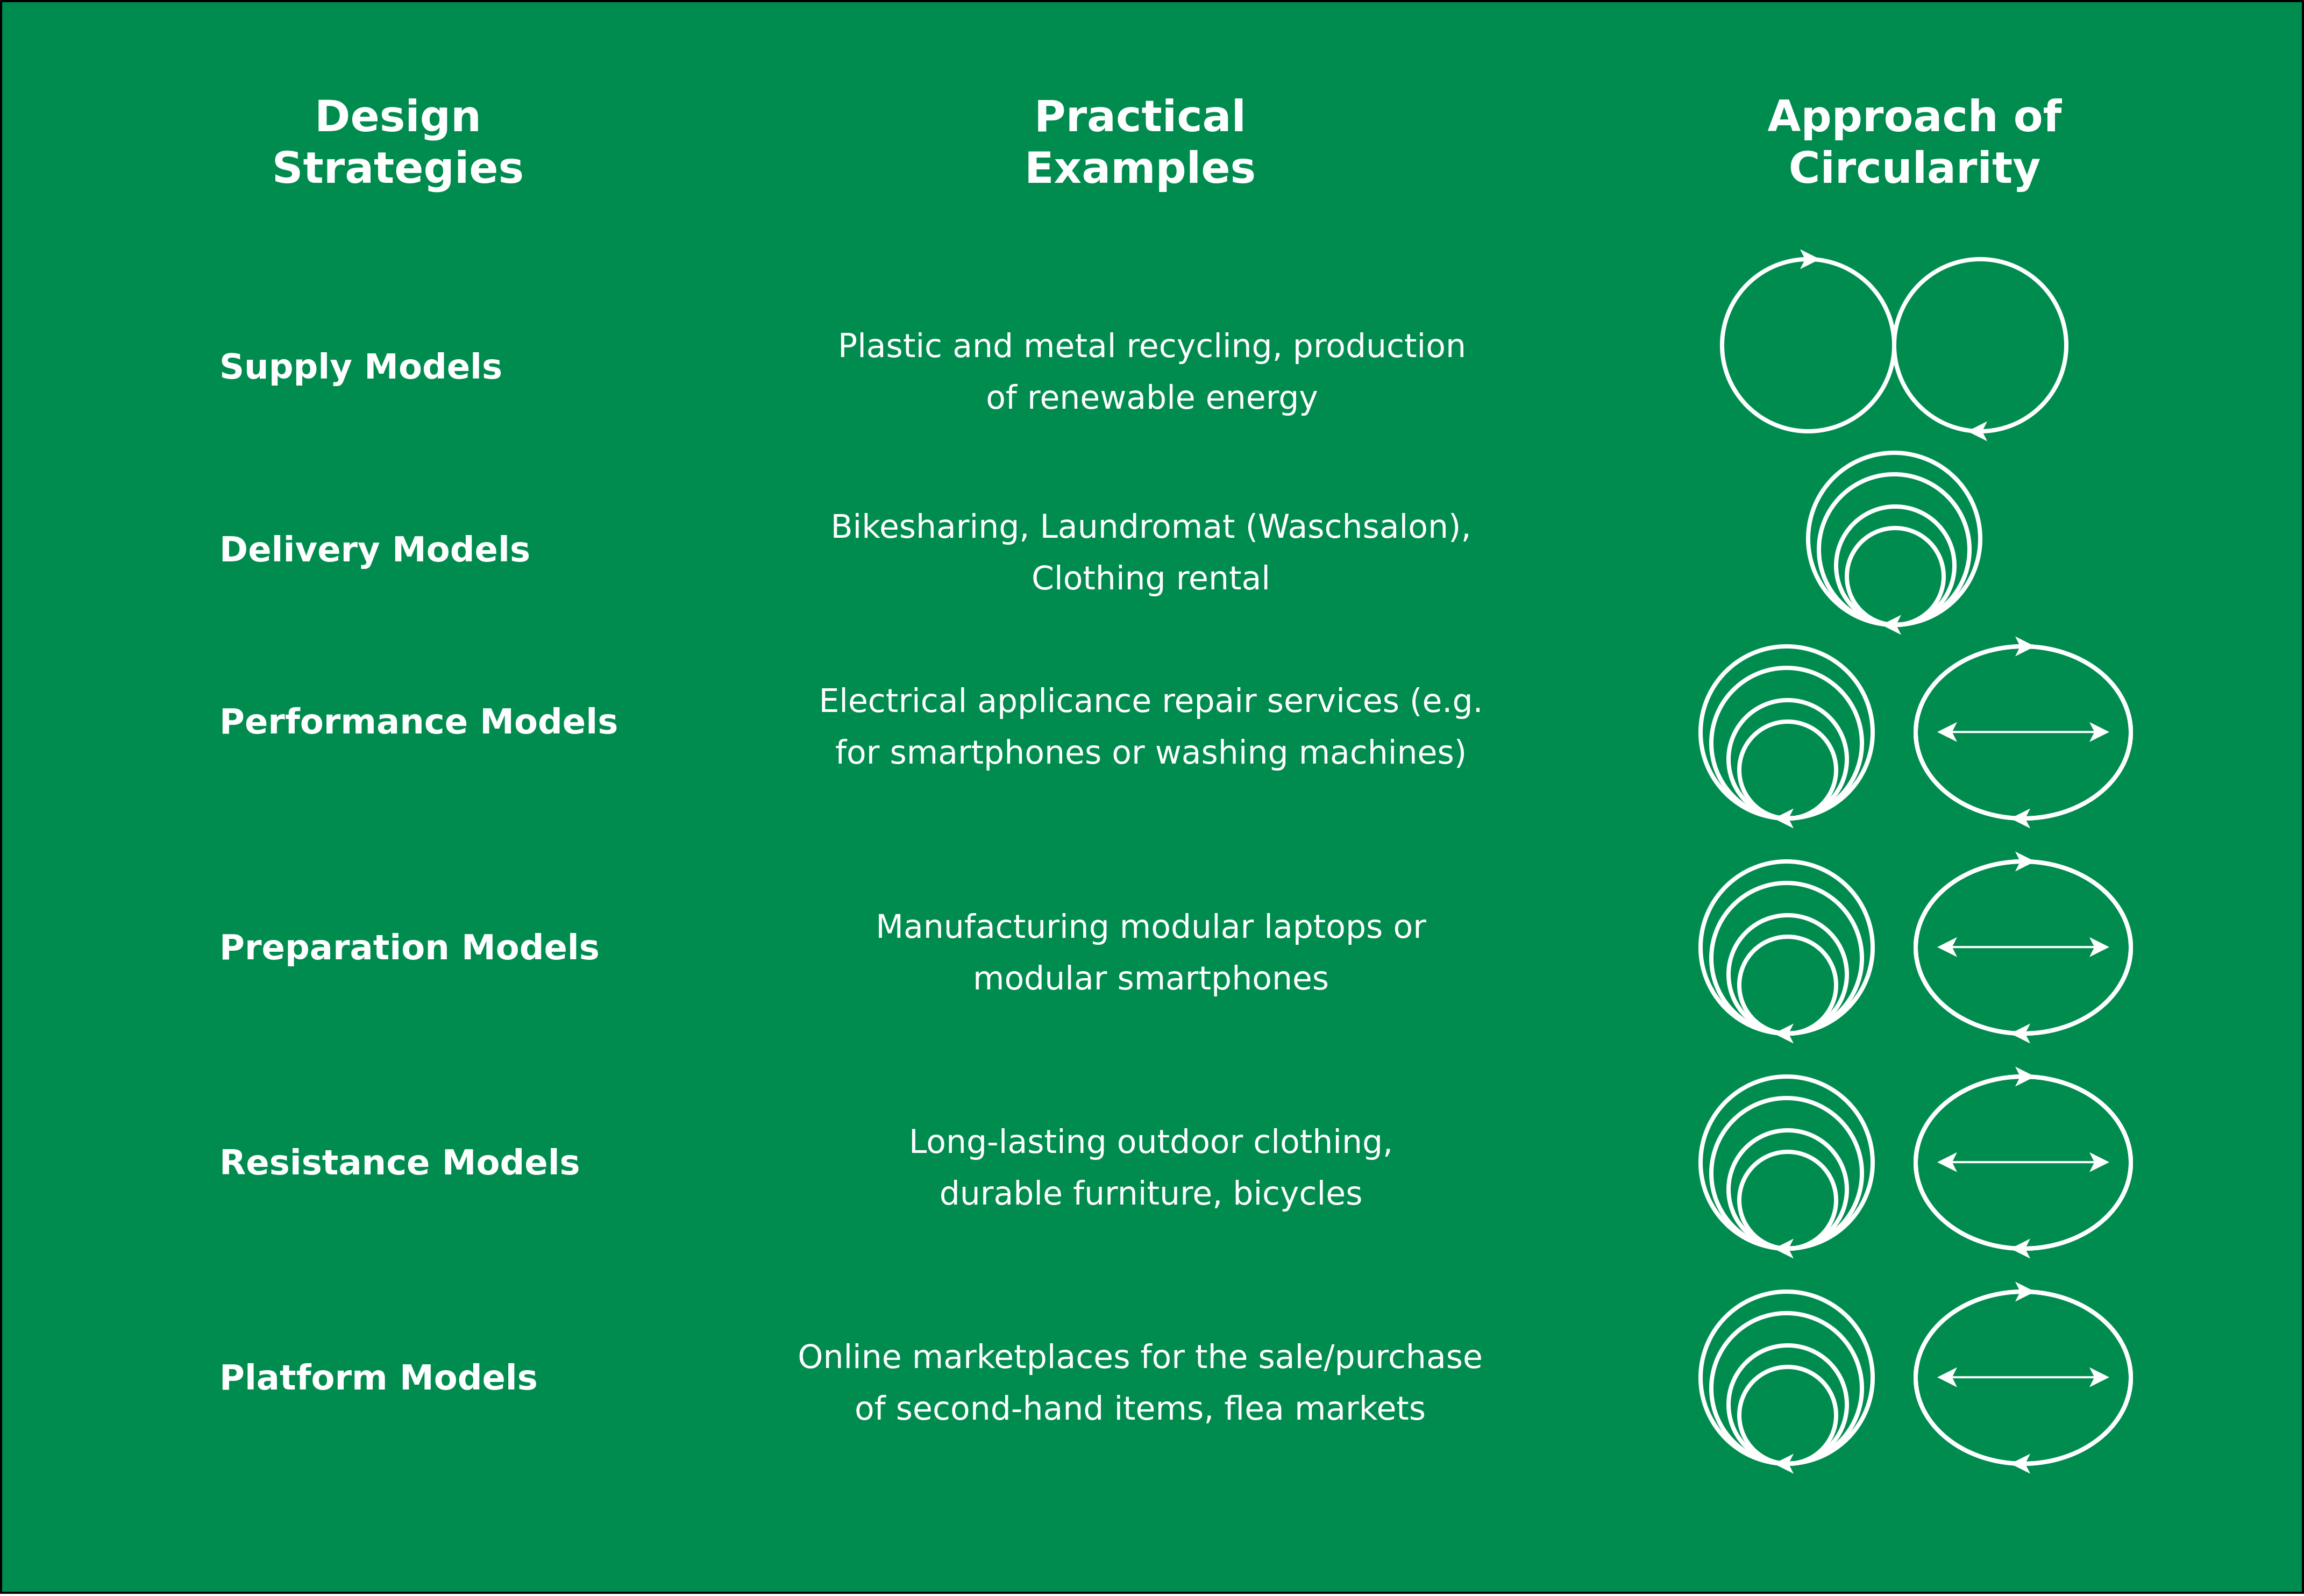 Design
Strategies
Practical
Examples
Approach of
Circularity
Supply Models
Plastic and metal recycling, production
of renewable energy
Delivery Models
Bikesharing, Laundromat (Waschsalon),
Clothing rental
Performance Models
Electrical applicance repair services (e.g.
for smartphones or washing machines)
Preparation Models
Manufacturing modular laptops or
modular smartphones
Resistance Models
Long-lasting outdoor clothing,
durable furniture, bicycles
Platform Models
Online marketplaces for the sale/purchase
of second-hand items, flea markets